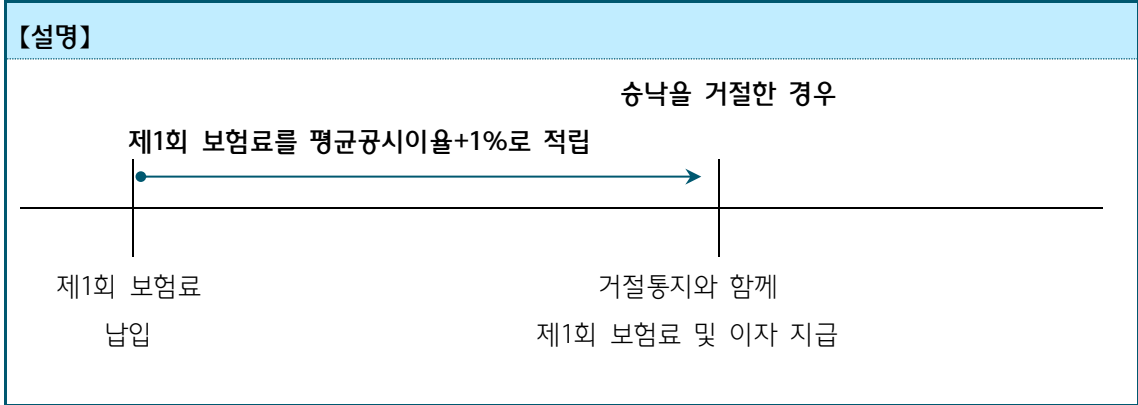 【설명】
승낙을 거절한 경우
제1회 보험료를 평균공시이율+1%로 적립
제1회 보험료
납입
거절통지와 함께
제1회 보험료 및 이자 지급